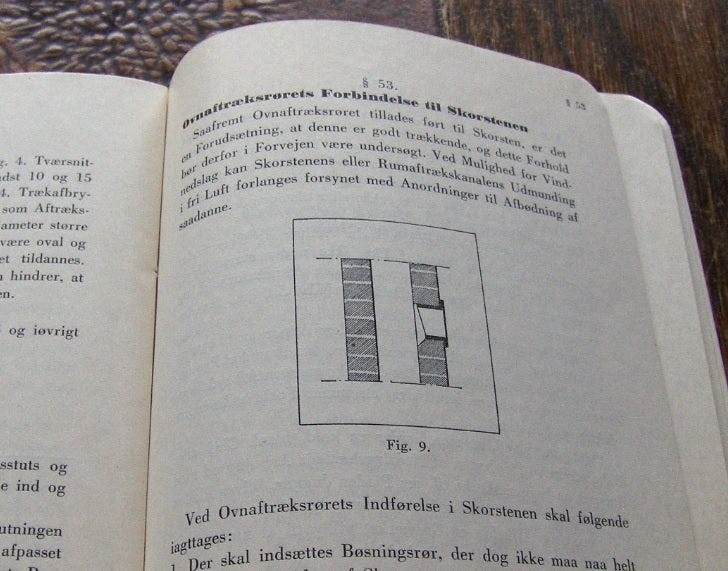 g. 4. Tværsnit-
dst 10 og 15
4. Trækafbry-
som Aftræks-
ameter større
være oval og
et tildannes.
hindrer, at
en.
og iøvrigt
sstuts og
e ind og
utningen
afpasset
§ 53.
§ 53
Ovnaftræksrørets Forbindelse til Skorstenen
Saafremt Ovnaftræksrøret tillades ført til Skorsten, er det
en Forudsætning, at denne er godt trækkende, og dette Forhold
bør derfor i Forvejen være undersøgt. Ved Mulighed for Vind-
nedslag kan Skorstenens eller Rumaftrækskanalens Udmunding
i fri Luft forlanges forsynet med Anordninger til Afbødning af
saadanne.
Fig. 9.
Ved Ovnaftræksrørets Indførelse i Skorstenen skal følgende
iagttages:
1. Der skal indsættes Bøsningsrør, der dog ikke maa naa helt